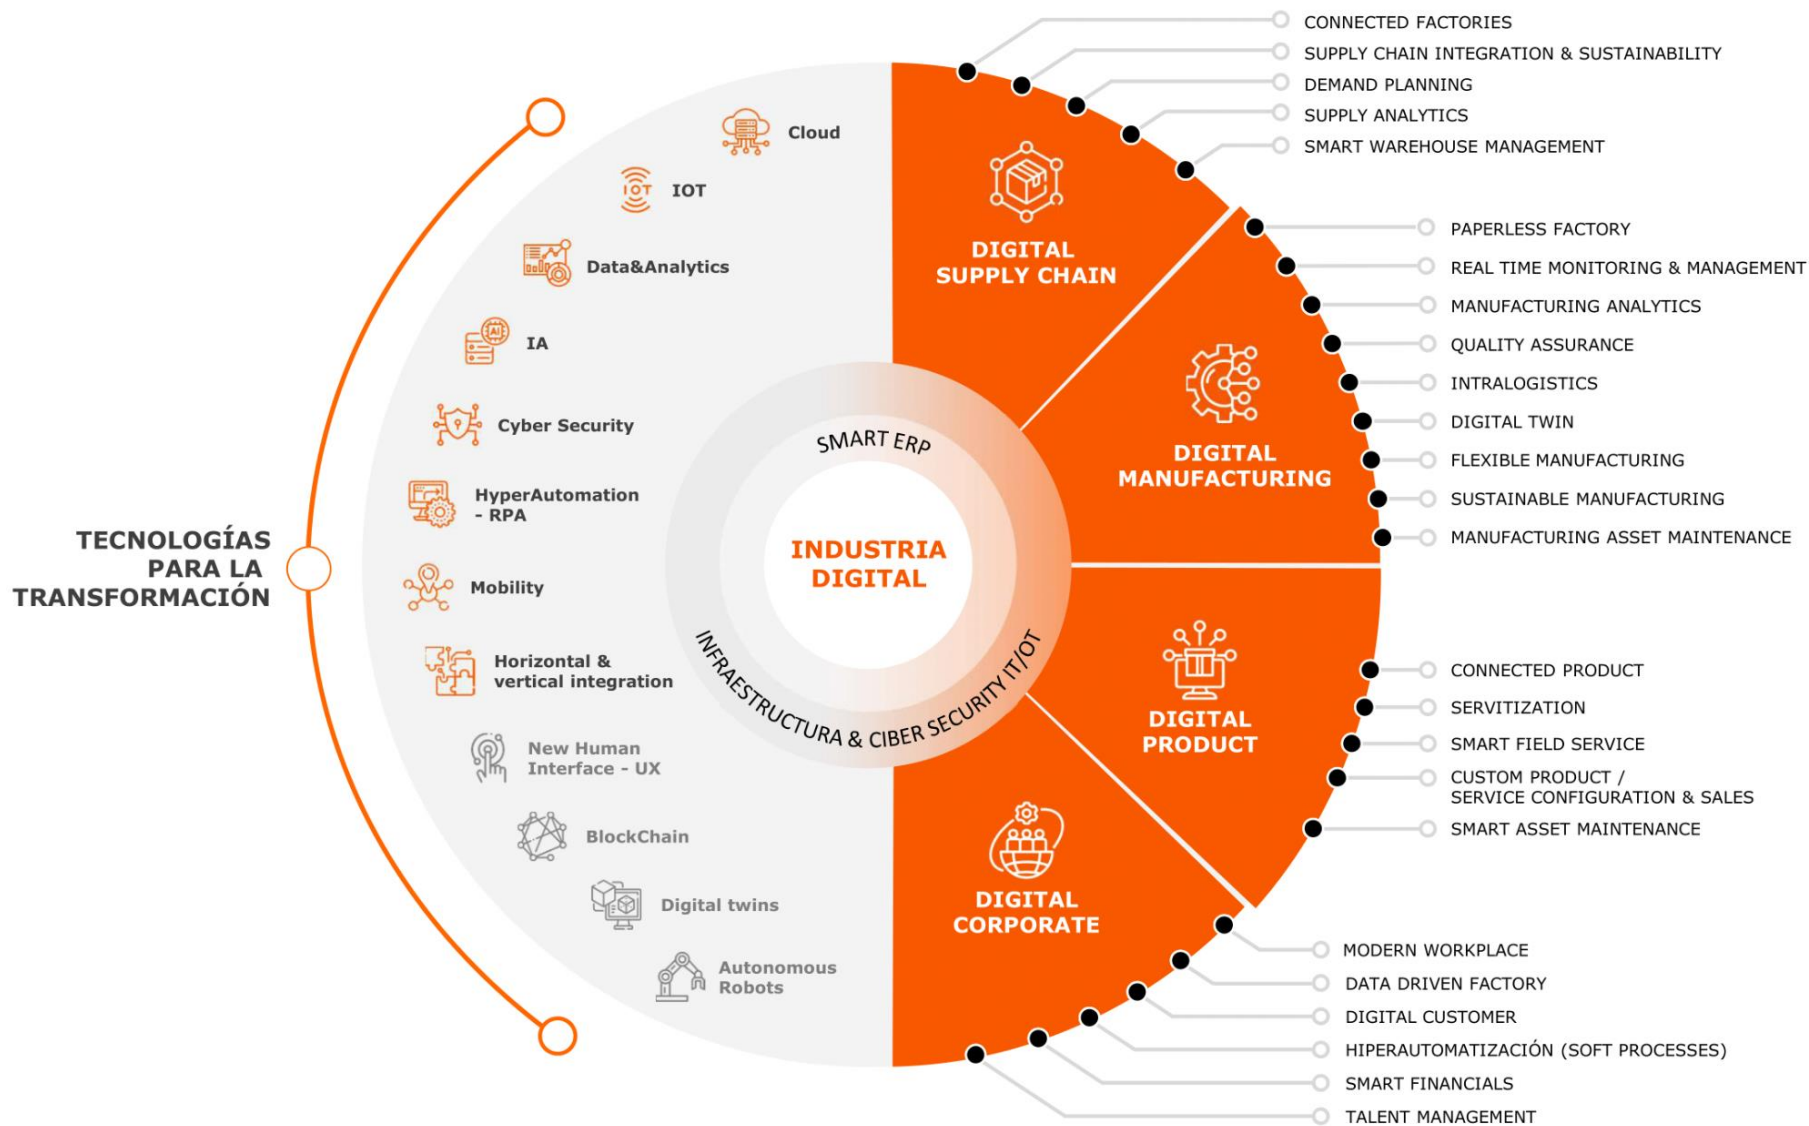 CONNECTED FACTORIES
SUPPLY CHAIN INTEGRATION & SUSTAINABILITY
DEMAND PLANNING
SUPPLY ANALYTICS
SMART WAREHOUSE MANAGEMENT
DIGITAL
SUPPLY CHAIN
PAPERLESS FACTORY
REAL TIME MONITORING & MANAGEMENT
MANUFACTURING ANALYTICS
QUALITY ASSURANCE
INTRALOGISTICS
DIGITAL TWIN
FLEXIBLE MANUFACTURING
SUSTAINABLE MANUFACTURING
MANUFACTURING ASSET MAINTENANCE
DIGITAL
MANUFACTURING
CONNECTED PRODUCT
SERVITIZATION
SMART FIELD SERVICE
CUSTOM PRODUCT /
SERVICE CONFIGURATION & SALES
SMART ASSET MAINTENANCE
DIGITAL
PRODUCT
MODERN WORKPLACE
DATA DRIVEN FACTORY
DIGITAL CUSTOMER
HIPERAUTOMATIZACIÓN (SOFT PROCESSES)
SMART FINANCIALS
TALENT MANAGEMENT
DIGITAL
CORPORATE
SMART ERP
INDUSTRIA
DIGITAL
INFRAESTRUCTURA & CIBER SECURITY IT/OT
TECNOLOGÍAS
PARA LA
TRANSFORMACIÓN
Cloud
IOT
IOT
Data&Analytics
AI
IA
Cyber Security
HyperAutomation
- RPA
Mobility
Horizontal &
vertical integration
New Human
Interface - UX
BlockChain
Digital twins
Autonomous
Robots